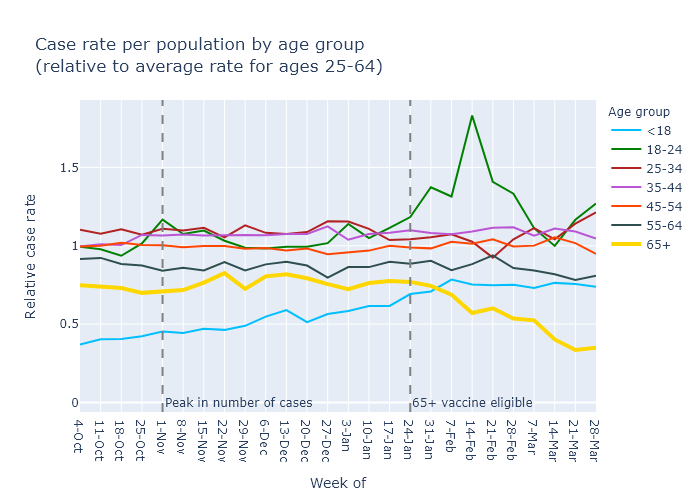 Case rate per population by age group
(relative to average rate for ages 25-64)
Age group
<18
18-24
25-34
35-44
45-54
55-64
65+
Relative case rate
1.5
1
0.5
0
Peak in number of cases
65+ vaccine eligible
4-Oct
11-Oct
18-Oct
25-Oct
1-Nov
8-Nov
15-Nov
22-Nov
29-Nov
6-Dec
13-Dec
20-Dec
27-Dec
3-Jan
10-Jan
17-Jan
24-Jan
31-Jan
7-Feb
14-Feb
21-Feb
28-Feb
7-Mar
14-Mar
21-Mar
28-Mar
Week of